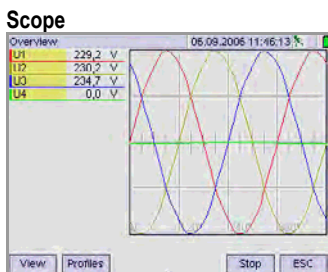 Scope
Overview 06.09.2006 11:46:13
U1 229,2 V
U2 230,2 V
U3 234,7 V
U4 0,0 V
View Profiles Stop ESC